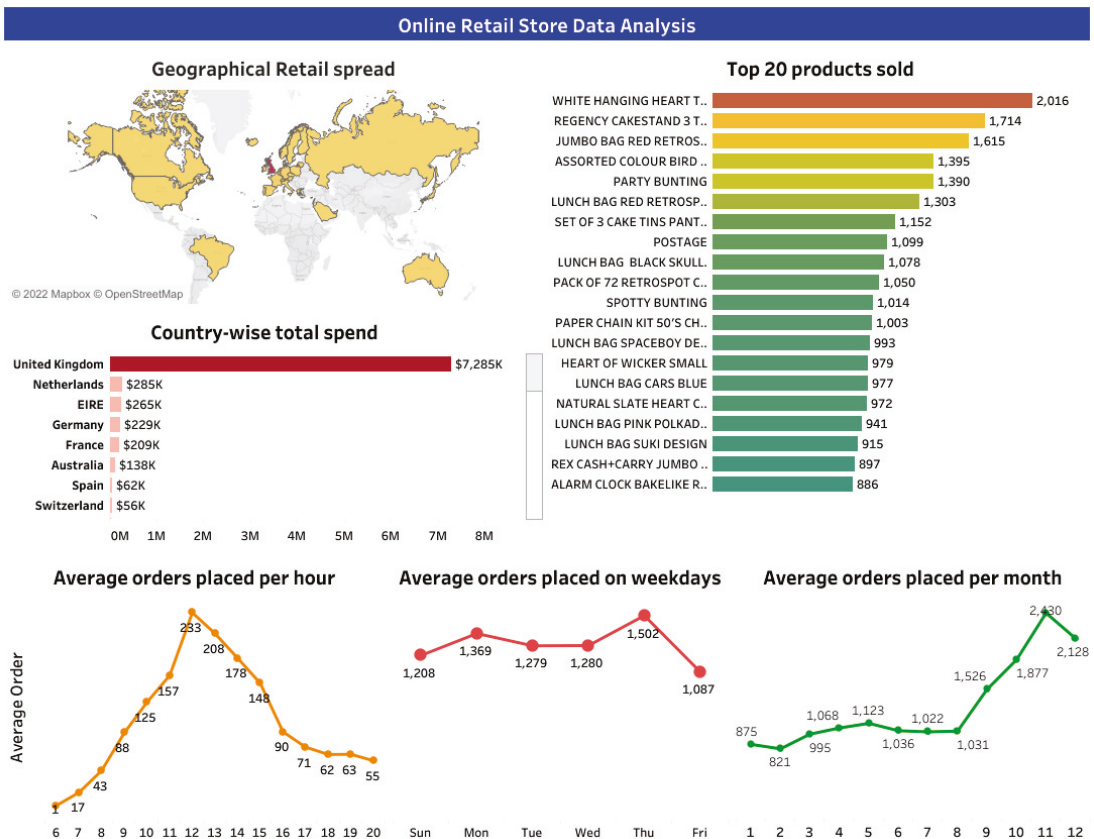 Online Retail Store Data Analysis
Geographical Retail spread
© 2022 Mapbox © OpenStreetMap
Country-wise total spend
United Kingdom $7,285K
Netherlands $285K
EIRE $265K
Germany $229K
France $209K
Australia $138K
Spain $62K
Switzerland $56K
0M 1M 2M 3M 4M 5M 6M 7M 8M
Top 20 products sold
WHITE HANGING HEART T.. 2,016
REGENCY CAKESTAND 3 T.. 1,714
JUMBO BAG RED RETROS.. 1,615
ASSORTED COLOUR BIRD .. 1,395
PARTY BUNTING 1,390
LUNCH BAG RED RETROSP.. 1,303
SET OF 3 CAKE TINS PANT.. 1,152
POSTAGE 1,099
LUNCH BAG  BLACK SKULL. 1,078
PACK OF 72 RETROSPOT C.. 1,050
SPOTTY BUNTING 1,014
PAPER CHAIN KIT 50'S CH.. 1,003
LUNCH BAG SPACEBOY DE.. 993
HEART OF WICKER SMALL 979
LUNCH BAG CARS BLUE 977
NATURAL SLATE HEART C.. 972
LUNCH BAG PINK POLKAD.. 941
LUNCH BAG SUKI DESIGN 915
REX CASH+CARRY JUMBO .. 897
ALARM CLOCK BAKELIKE R.. 886
Average orders placed per hour
Average Order
1 17 43 88 125 157 233 208 178 148 90 71 62 63 55
6 7 8 9 10 11 12 13 14 15 16 17 18 19 20
Average orders placed on weekdays
1,208 1,369 1,279 1,280 1,502 1,087
Sun Mon Tue Wed Thu Fri
Average orders placed per month
875 821 995 1,068 1,123 1,036 1,022 1,031 1,526 1,877 2,430 2,128
1 2 3 4 5 6 7 8 9 10 11 12